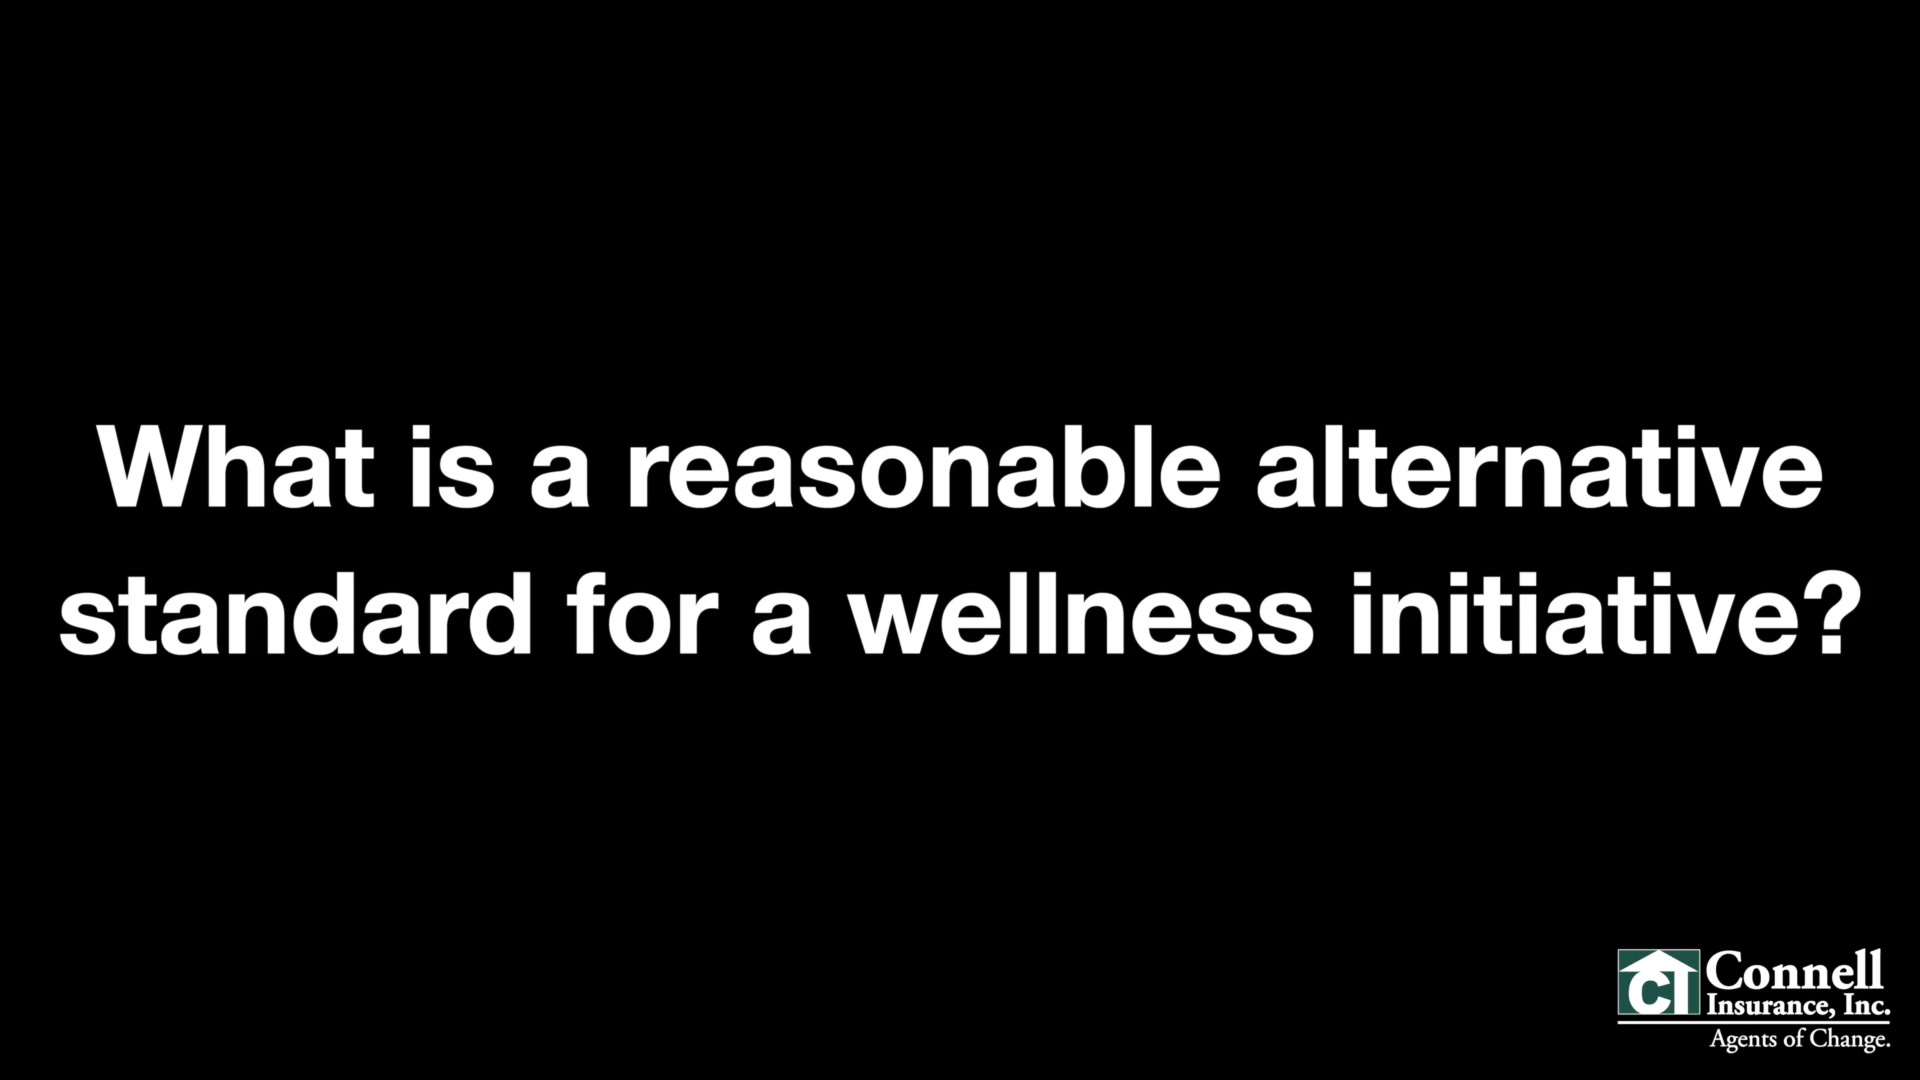 What is a reasonable alternative
standard for a wellness initiative?
CI Connell
Insurance, Inc.
Agents of Change.